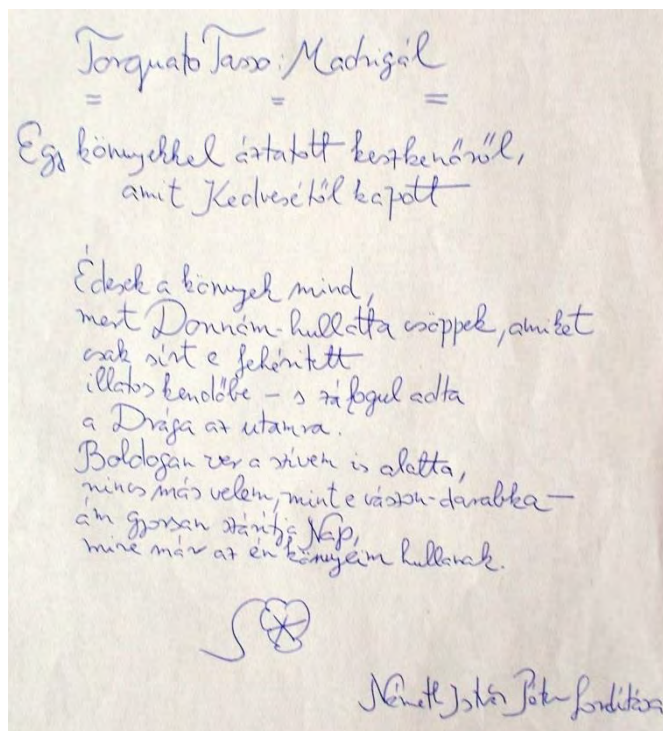 Torquato Tasso: Madrigál
Egy könnyekkel áztatott keszkenőről,
amit Kedvesétől kapott
Édesek a könnyek mind,
mert Donnám-hullatta csöppek, amiket
csak sírt e fehérített
illatos kendőbe – s zálogul adta
a Drága az utamra.
Boldogan ver a szívem is alatta,
nincs más velem, mint e vászon-darabka –
ám gyorsan szárítja Nap,
mire már az én könnyeim hullanak.
Németh István Péter fordítása